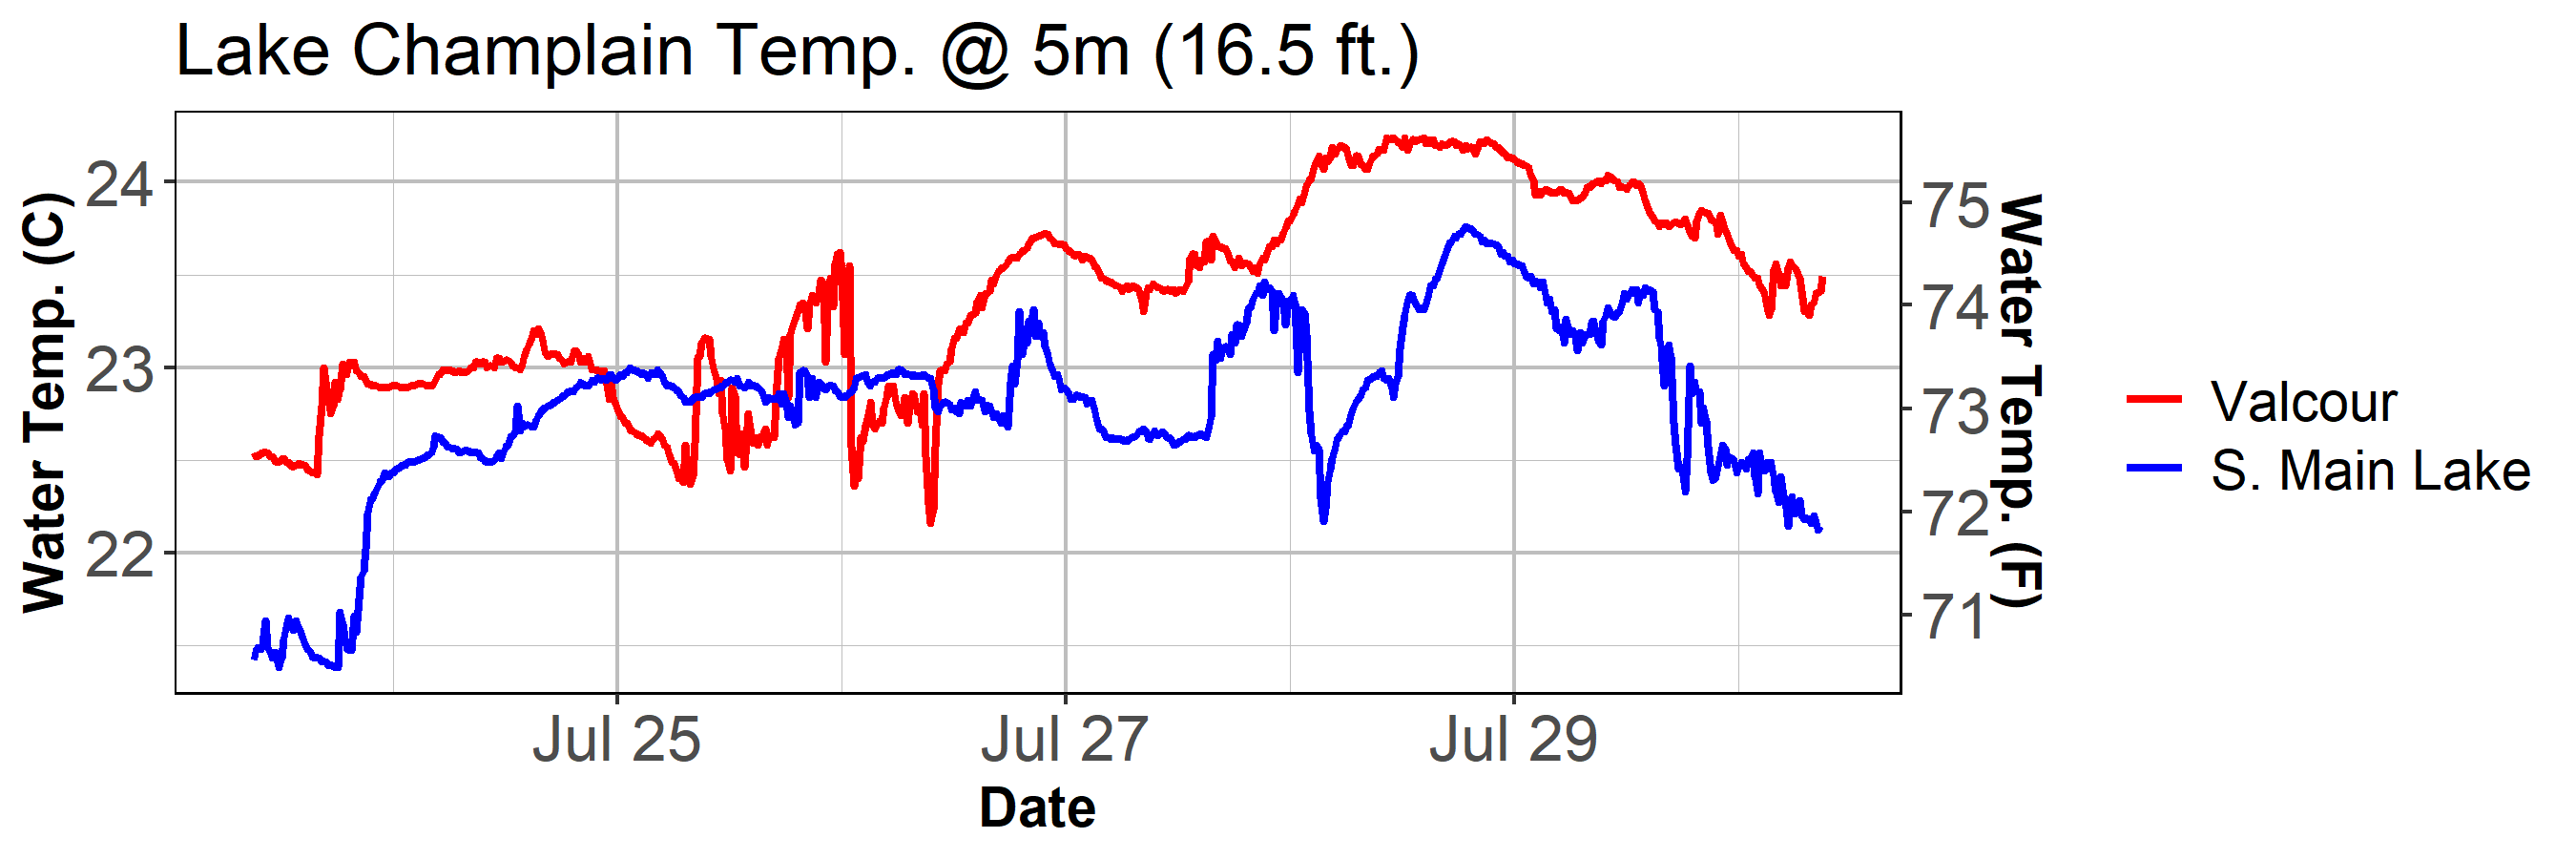 Lake Champlain Temp. @ 5m (16.5 ft.)
Water Temp. (C)
24
23
22
75
74
73
72
71
Water Temp. (F)
Jul 25
Jul 27
Jul 29
Date
Valcour
S. Main Lake